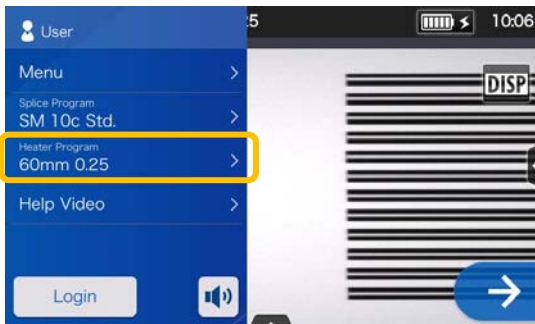 User
:5
10:06
Menu
DISP
Splice Program
SM 10c Std.
Heater Program
60mm 0.25
Help Video
Login